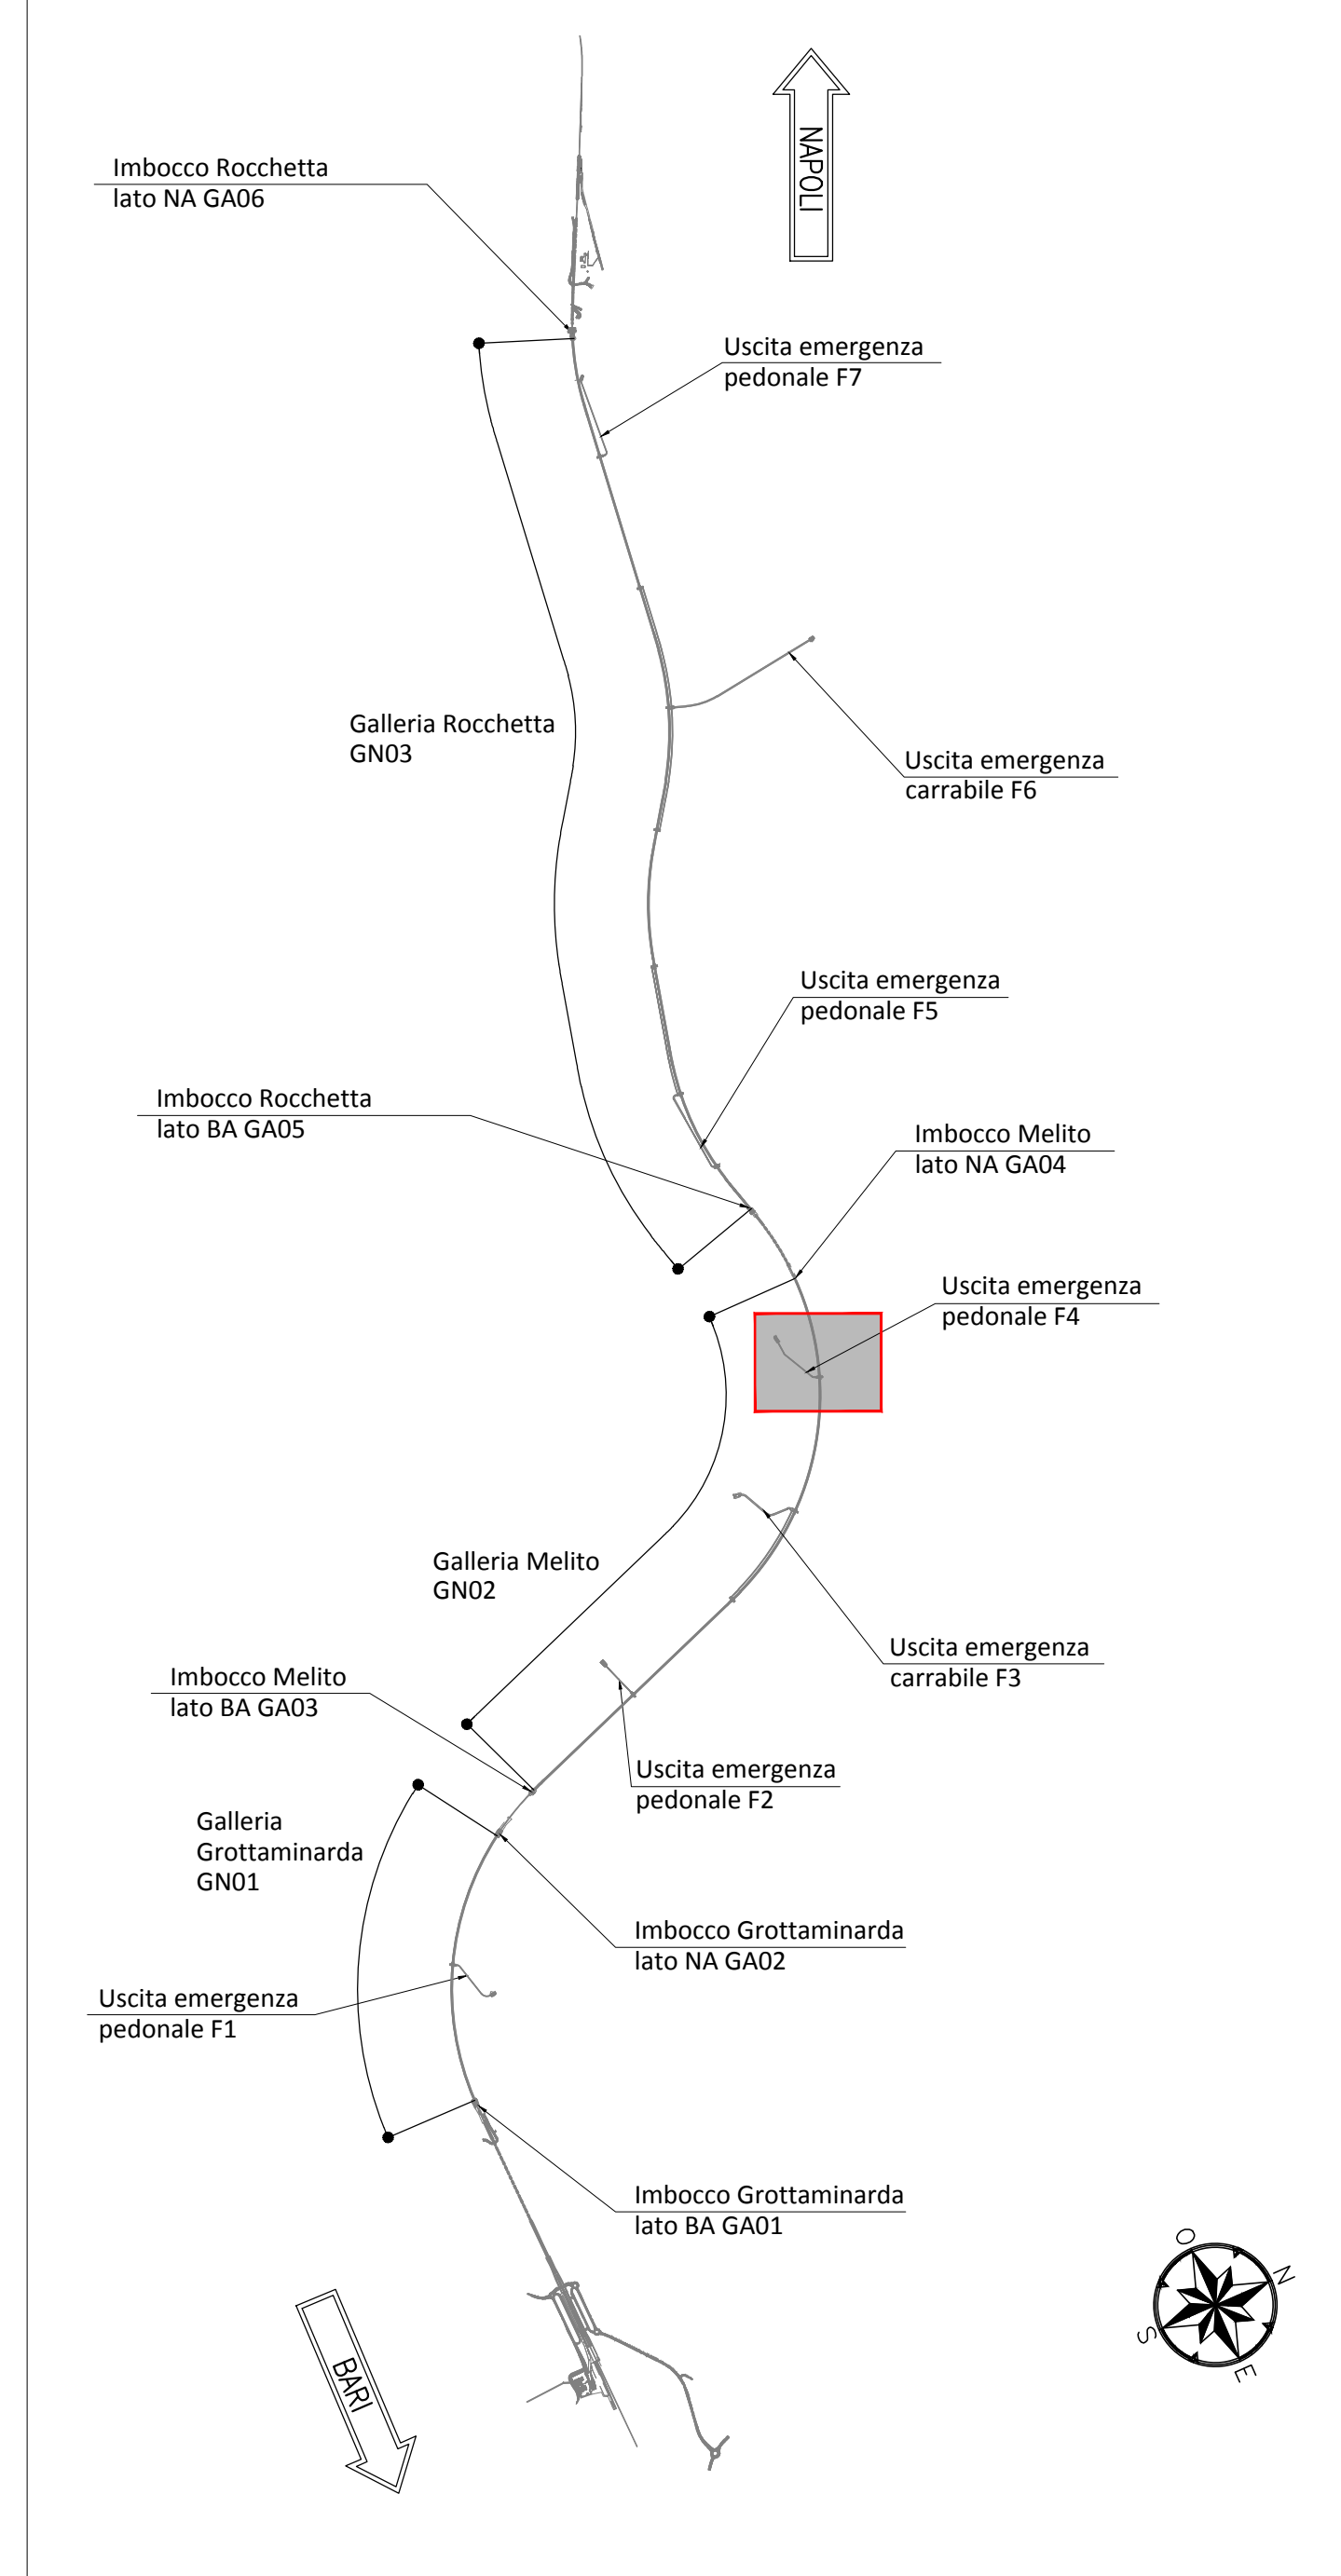 NAPOLI
Imbocco Rocchetta
lato NA GA06
Uscita emergenza
pedonale F7
Galleria Rocchetta
GN03
Uscita emergenza
carrabile F6
Uscita emergenza
pedonale F5
Imbocco Rocchetta
lato BA GA05
Imbocco Melito
lato NA GA04
Uscita emergenza
pedonale F4
Galleria Melito
GN02
Uscita emergenza
carrabile F3
Imbocco Melito
lato BA GA03
Uscita emergenza
pedonale F2
Galleria
Grottaminarda
GN01
Imbocco Grottaminarda
lato NA GA02
Uscita emergenza
pedonale F1
Imbocco Grottaminarda
lato BA GA01
BARI
O
N
S
E